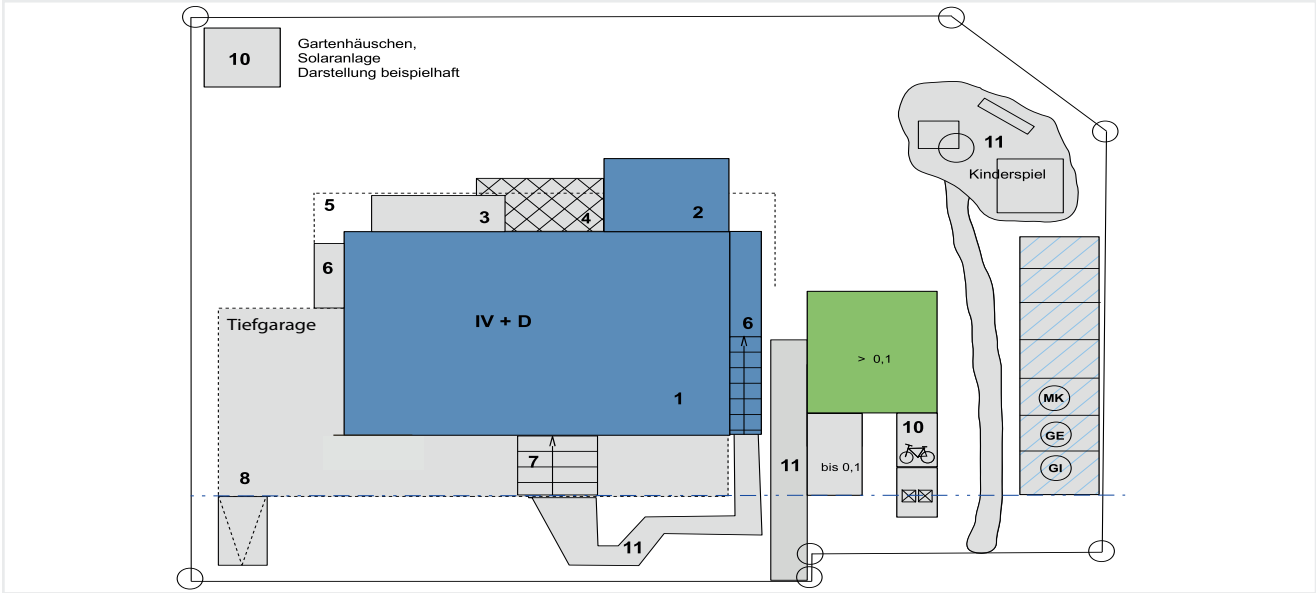 10
Gartenhäuschen,
Solaranlage
Darstellung beispielhaft
11
Kinderspiel
5
3
4
2
6
Tiefgarage
IV + D
6
> 0,1
1
MK
10
GE
7
11
bis 0,1
GI
8
11